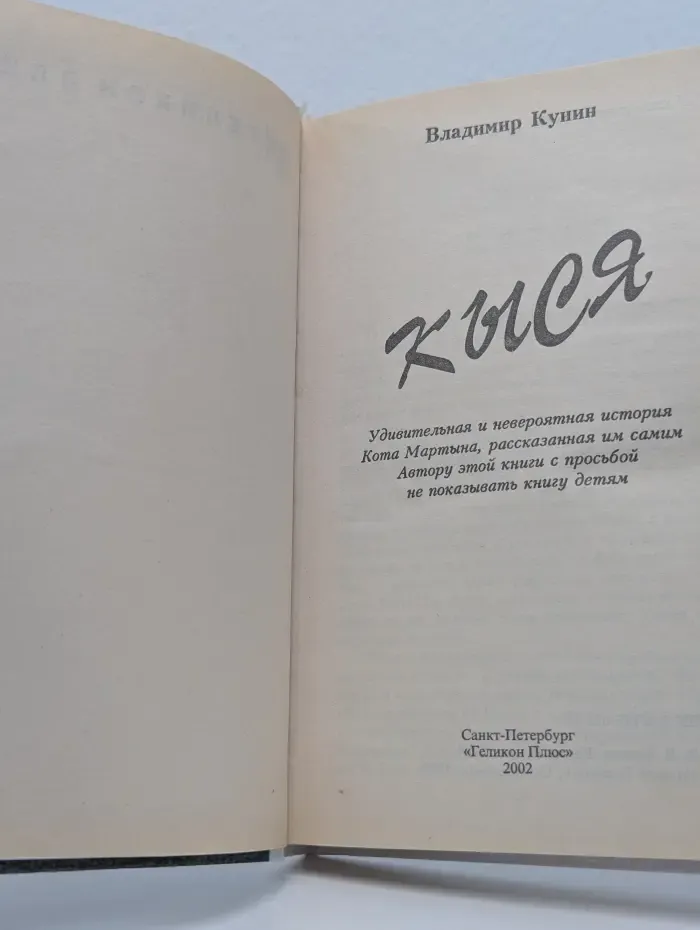 Владимир Кунин
КЫСЯ
Удивительная и невероятная история
Кота Мартына, рассказанная им самим
Автору этой книги с просьбой
не показывать книгу детям
Санкт-Петербург
«Геликон Плюс»
2002